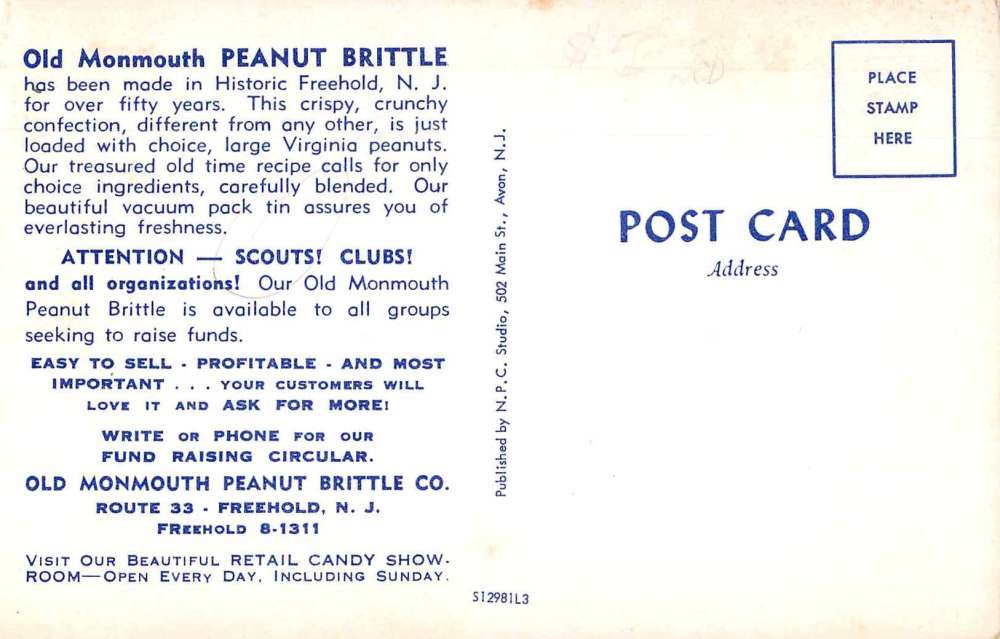 Old Monmouth PEANUT BRITTLE
has been made in Historic Freehold, N. J.
for over fifty years. This crispy, crunchy
confection, different from any other, is just
loaded with choice, large Virginia peanuts.
Our treasured old time recipe calls for only
choice ingredients, carefully blended. Our
beautiful vacuum pack tin assures you of
everlasting freshness.
ATTENTION — SCOUTS! CLUBS!
and all organizations! Our Old Monmouth
Peanut Brittle is available to all groups
seeking to raise funds.
EASY TO SELL - PROFITABLE - AND MOST
IMPORTANT . . . YOUR CUSTOMERS WILL
LOVE IT AND ASK FOR MORE!
WRITE OR PHONE FOR OUR
FUND RAISING CIRCULAR.
OLD MONMOUTH PEANUT BRITTLE CO.
ROUTE 33 - FREEHOLD, N. J.
FREEHOLD 8-1311
VISIT OUR BEAUTIFUL RETAIL CANDY SHOW-
ROOM—OPEN EVERY DAY, INCLUDING SUNDAY.
Published by N.P.C. Studio, 502 Main St., Avon, N.J.
S12981L3
PLACE
STAMP
HERE
POST CARD
Address